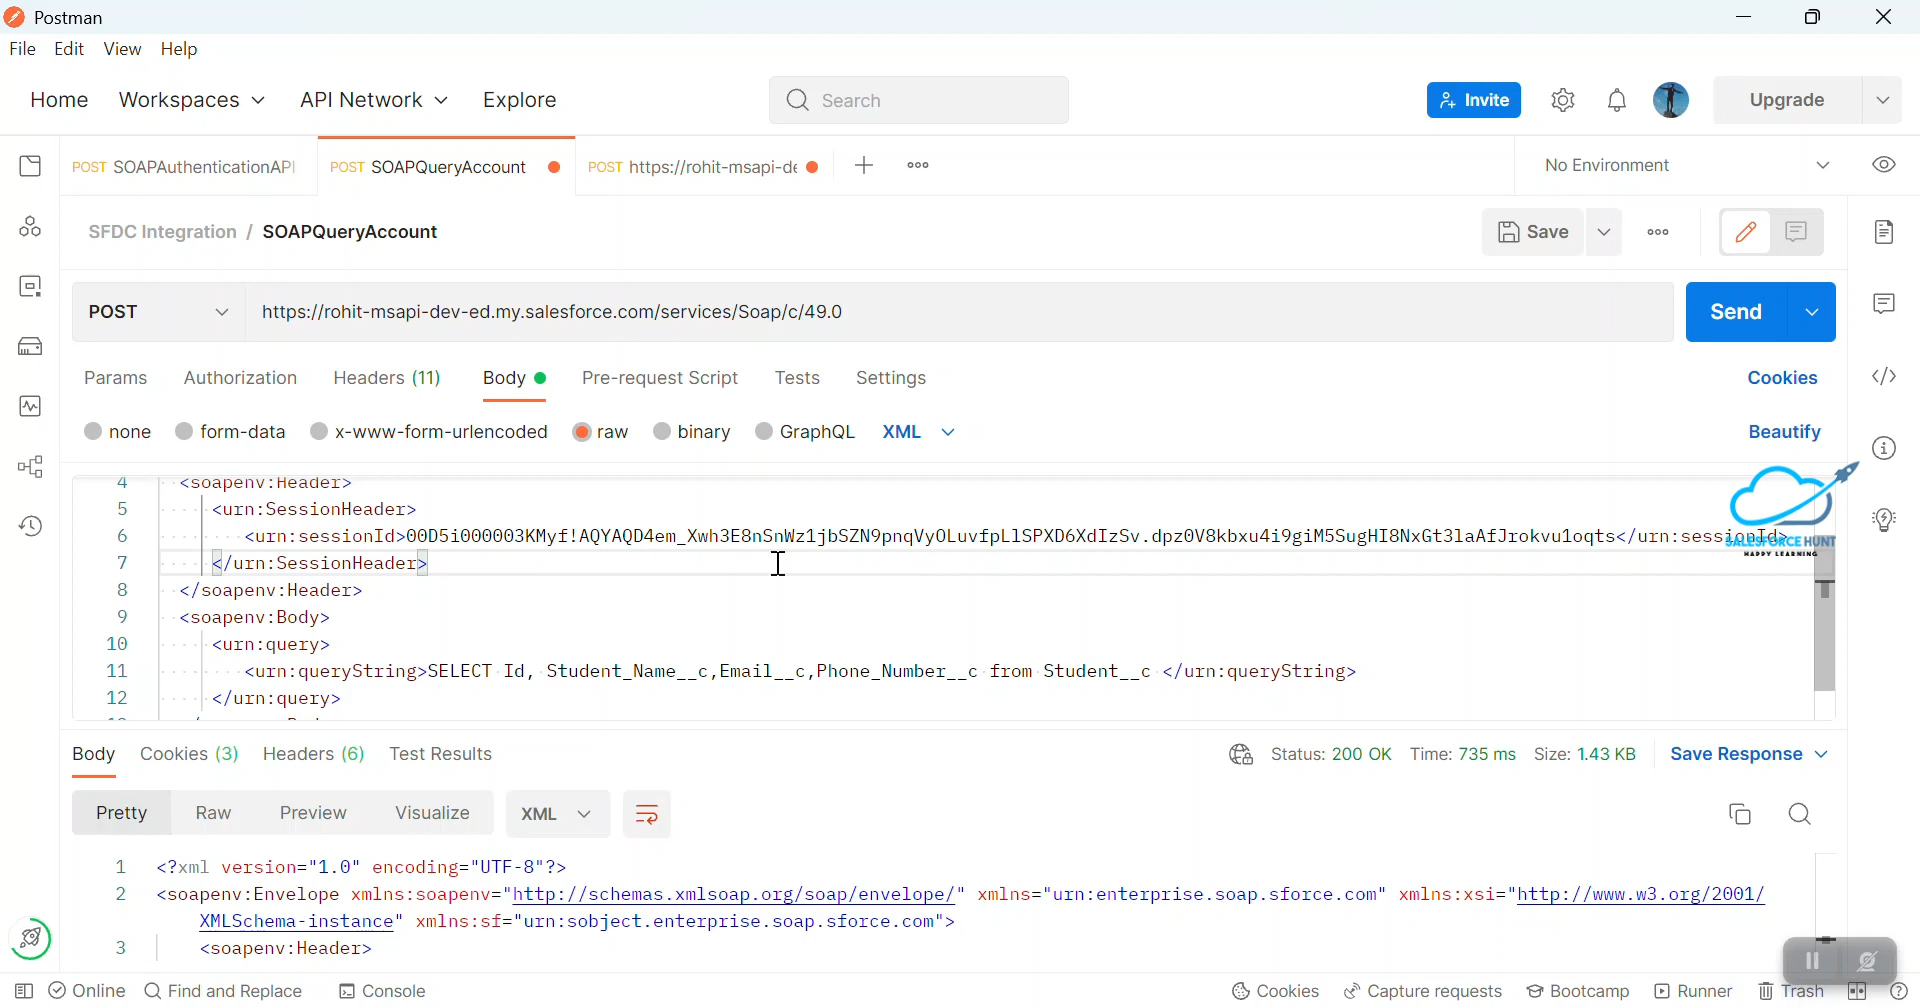 Postman
File Edit View Help
Home Workspaces API Network Explore Search Invite Upgrade
POST SOAPAuthenticationAPI POST SOAPQueryAccount POST https://rohit-msapi-de No Environment
SFDC Integration / SOAPQueryAccount Save
POST https://rohit-msapi-dev-ed.my.salesforce.com/services/Soap/c/49.0 Send
Params Authorization Headers (11) Body Pre-request Script Tests Settings Cookies
none form-data x-www-form-urlencoded raw binary GraphQL XML Beautify
4 <soapenv:Header>
5 <urn:SessionHeader>
6 <urn:sessionId>00D5i000003KMyf!AQYAQD4em_Xwh3E8nSnWz1jbSZN9pnqVyOLuvfpLlSPXD6XdIzSv.dpz0V8kbxu4i9giM5SugHI8NxGt3laAfJrokvu1oqts</urn:sessionId>
SALESFORCE HUNT
HAPPY LEARNING
7 </urn:SessionHeader>
8 </soapenv:Header>
9 <soapenv:Body>
10 <urn:query>
11 <urn:queryString>SELECT Id, Student_Name__c,Email__c,Phone_Number__c from Student__c </urn:queryString>
12 </urn:query>
Body Cookies (3) Headers (6) Test Results Status: 200 OK Time: 735 ms Size: 1.43 KB Save Response
Pretty Raw Preview Visualize XML
1 <?xml version="1.0" encoding="UTF-8"?>
2 <soapenv:Envelope xmlns:soapenv="http://schemas.xmlsoap.org/soap/envelope/" xmlns="urn:enterprise.soap.sforce.com" xmlns:xsi="http://www.w3.org/2001/
XMLSchema-instance" xmlns:sf="urn:sobject.enterprise.soap.sforce.com">
3 <soapenv:Header>
Online Find and Replace Console Cookies Capture requests Bootcamp Runner Trash